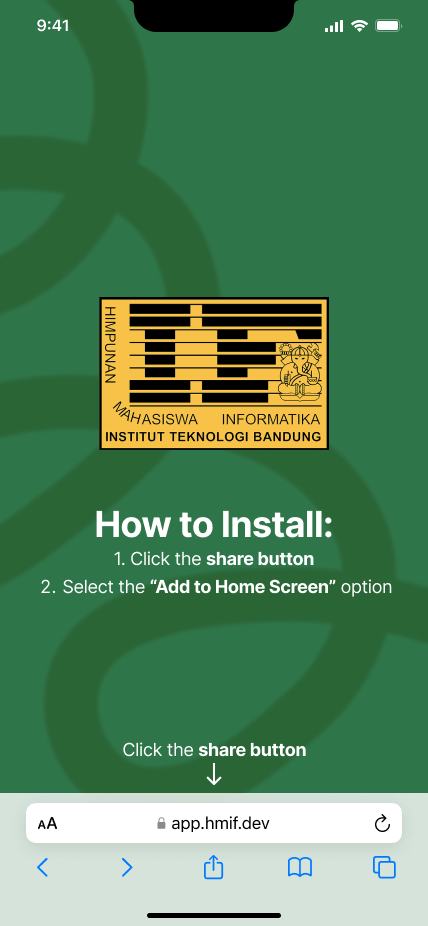 9:41
HIMPUNAN
MAHASISWA INFORMATIKA
INSTITUT TEKNOLOGI BANDUNG
How to Install:
1. Click the share button
2. Select the “Add to Home Screen” option
Click the share button
AA app.hmif.dev